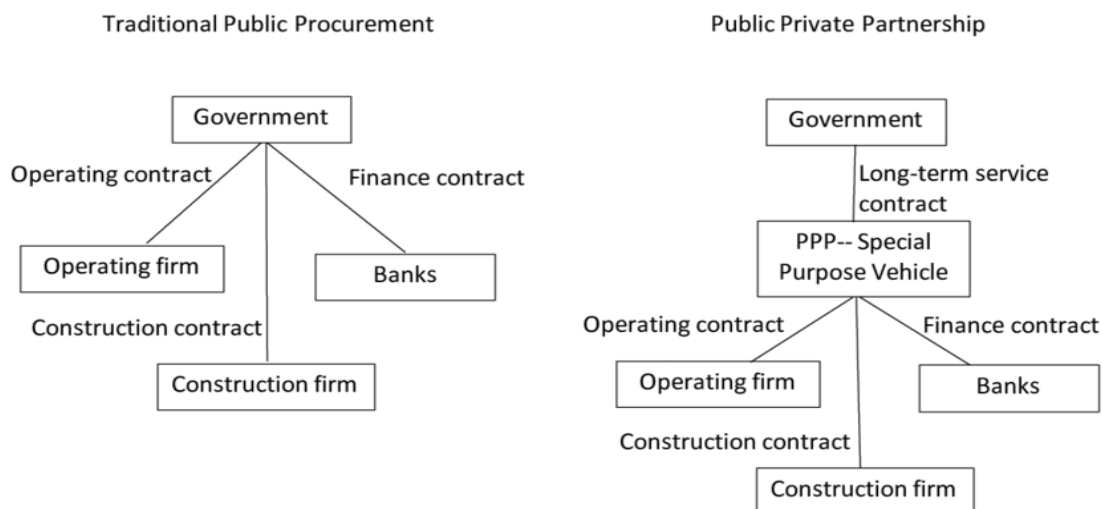 Traditional Public Procurement
Government
Operating contract
Finance contract
Operating firm
Banks
Construction contract
Construction firm
Public Private Partnership
Government
Long-term service
contract
PPP-- Special
Purpose Vehicle
Operating contract
Finance contract
Operating firm
Banks
Construction contract
Construction firm